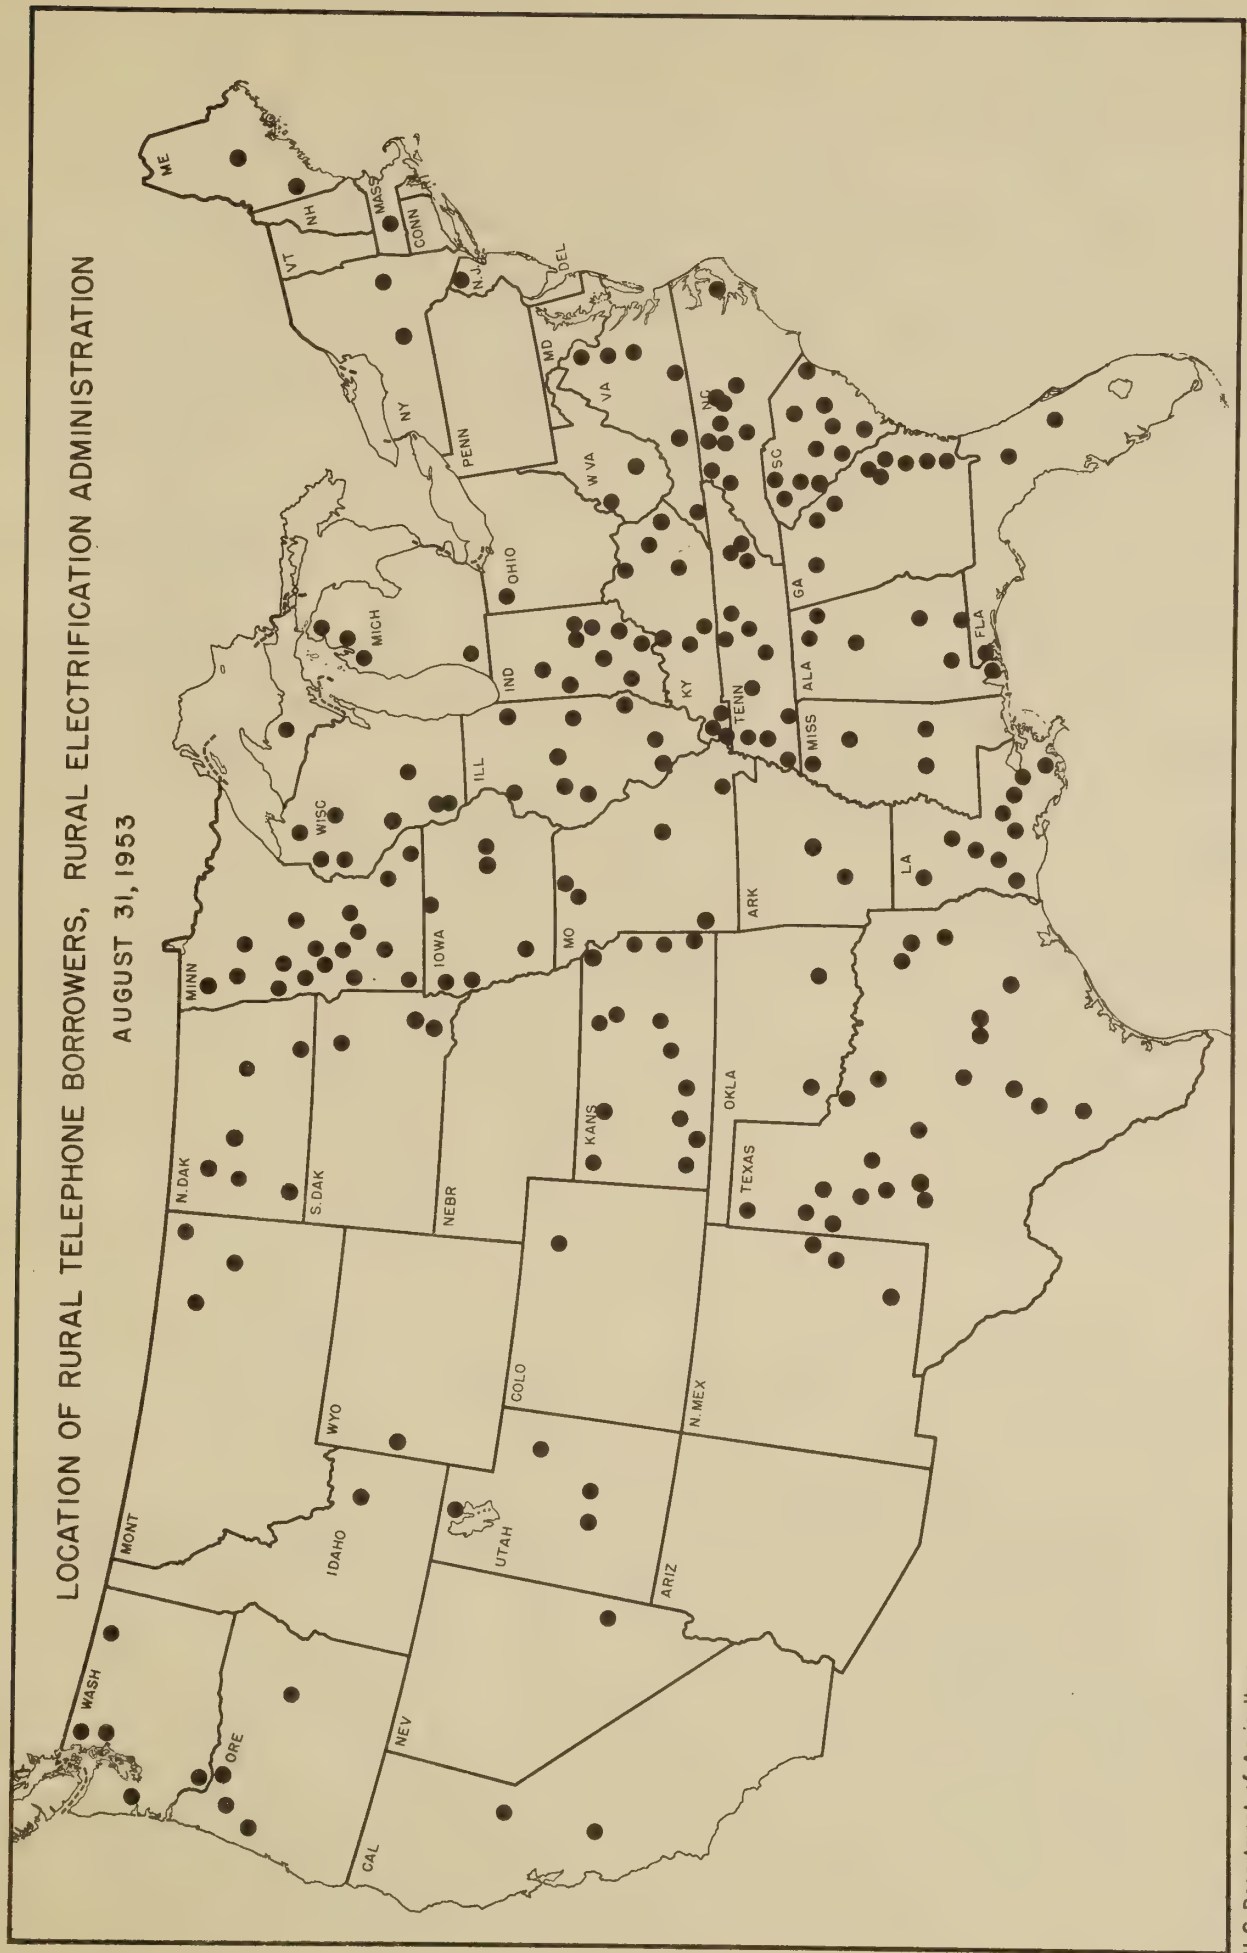 LOCATION OF RURAL TELEPHONE BORROWERS, RURAL ELECTRIFICATION ADMINISTRATION
AUGUST 31, 1953
WASH
ORE
CAL
NEV
IDAHO
MONT
WYO
UTAH
ARIZ
COLO
N. MEX
N. DAK
S. DAK
NEBR
KANS
OKLA
TEXAS
MINN
IOWA
MO
ARK
LA
WISC
ILL
MICH
IND
OHIO
KY
TENN
MISS
ALA
GA
FLA
SC
NC
VA
W VA
MD
DEL
PENN
N.J.
NY
CONN
RI
MASS
VT
NH
ME